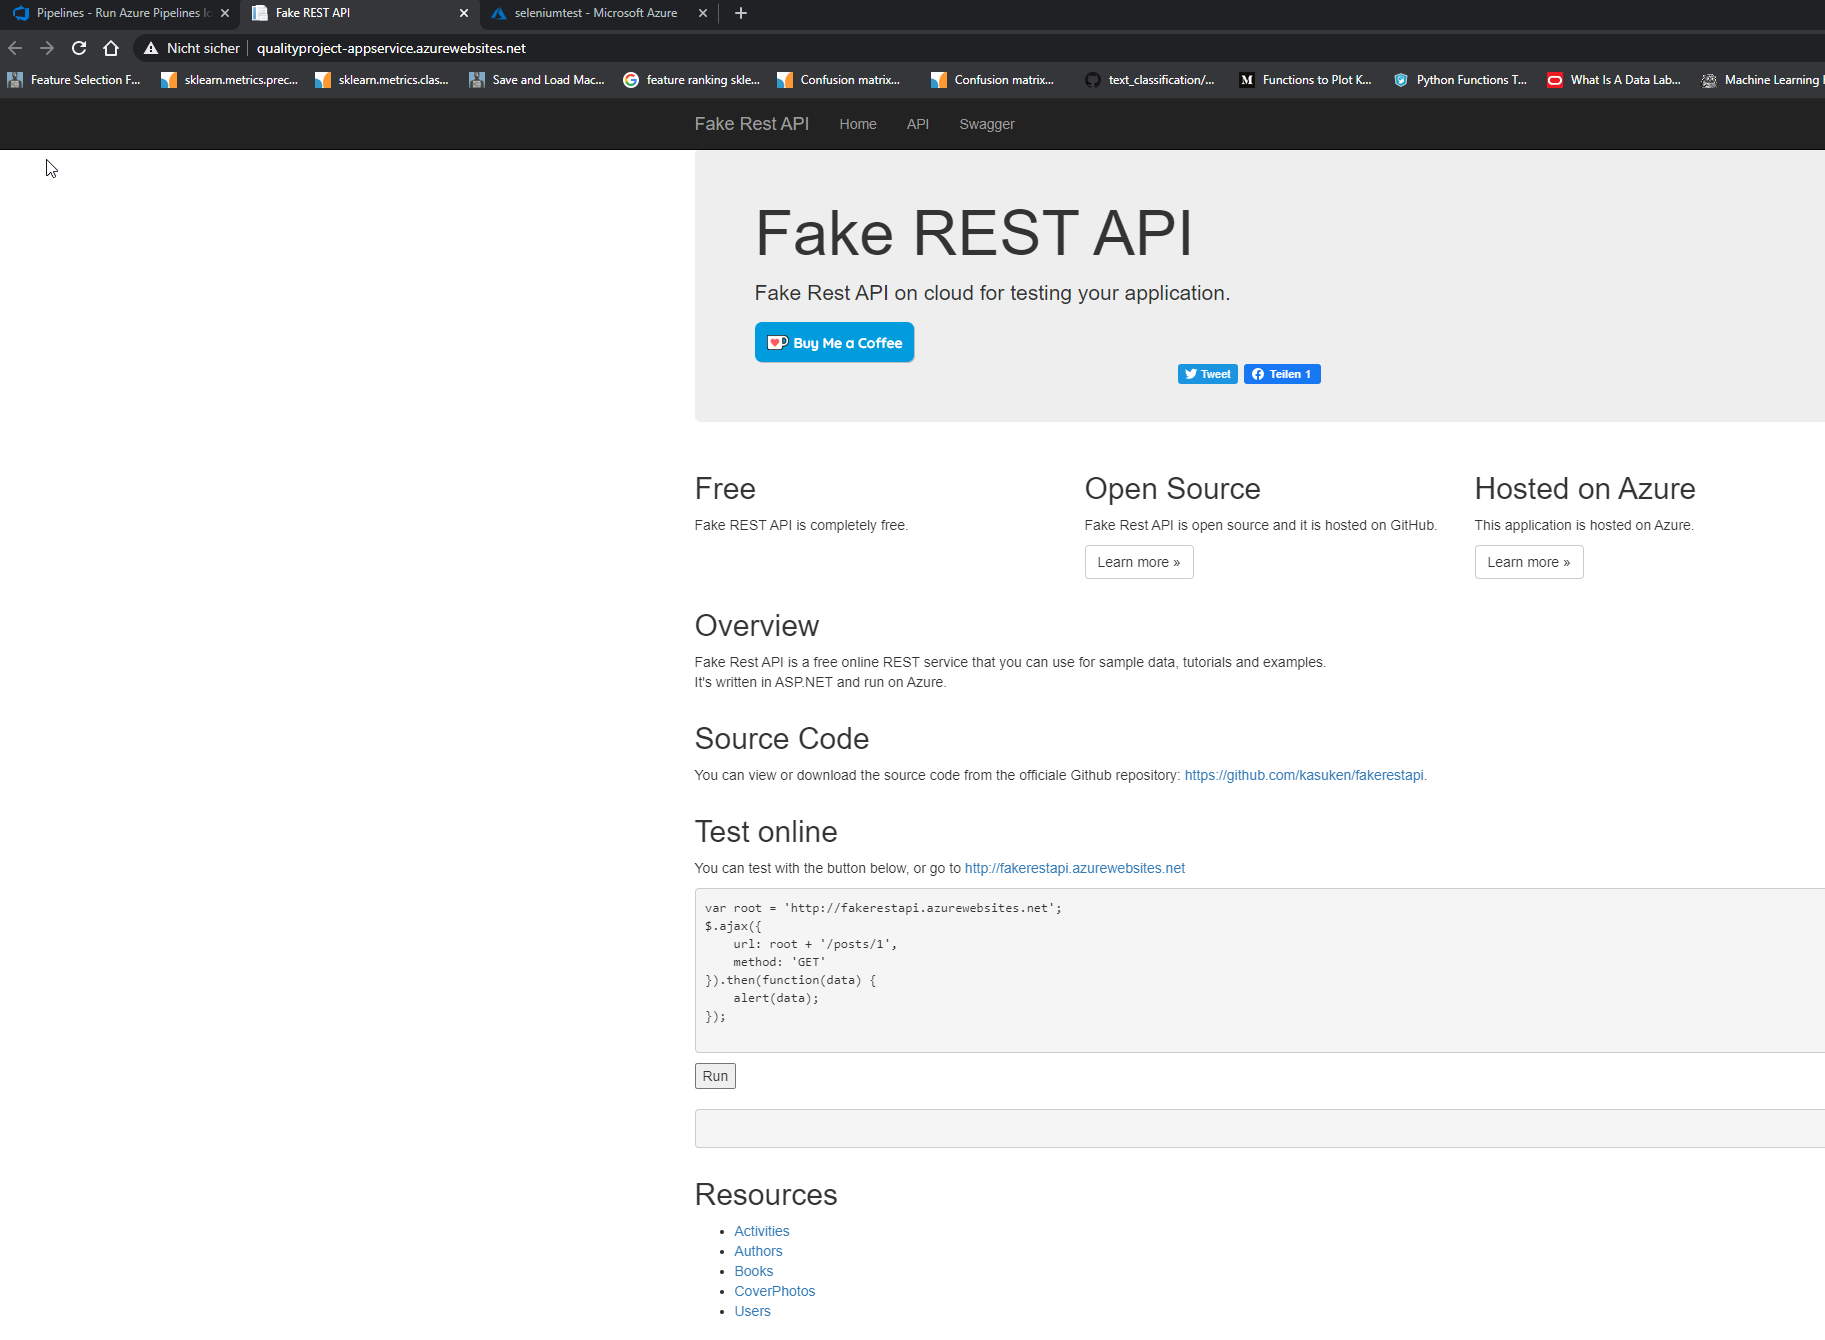 Pipelines - Run Azure Pipelines
Fake REST API
seleniumtest - Microsoft Azure
Nicht sicher
qualityproject-appservice.azurewebsites.net
Feature Selection F...
sklearn.metrics.prec...
sklearn.metrics.clas...
Save and Load Mac...
feature ranking skle...
Confusion matrix...
Confusion matrix...
text_classification/...
M
Functions to Plot K...
Python Functions T...
What Is A Data Lab...
Machine Learning
Fake Rest API
Home
API
Swagger
Fake REST API
Fake Rest API on cloud for testing your application.
Buy Me a Coffee
Tweet
Teilen 1
Free
Fake REST API is completely free.
Open Source
Fake Rest API is open source and it is hosted on GitHub.
Learn more »
Hosted on Azure
This application is hosted on Azure.
Learn more »
Overview
Fake Rest API is a free online REST service that you can use for sample data, tutorials and examples.
It's written in ASP.NET and run on Azure.
Source Code
You can view or download the source code from the officiale Github repository: https://github.com/kasuken/fakerestapi.
Test online
You can test with the button below, or go to http://fakerestapi.azurewebsites.net
var root = 'http://fakerestapi.azurewebsites.net';
$.ajax({
    url: root + '/posts/1',
    method: 'GET'
}).then(function(data) {
    alert(data);
});
Run
Resources
• Activities
• Authors
• Books
• CoverPhotos
• Users